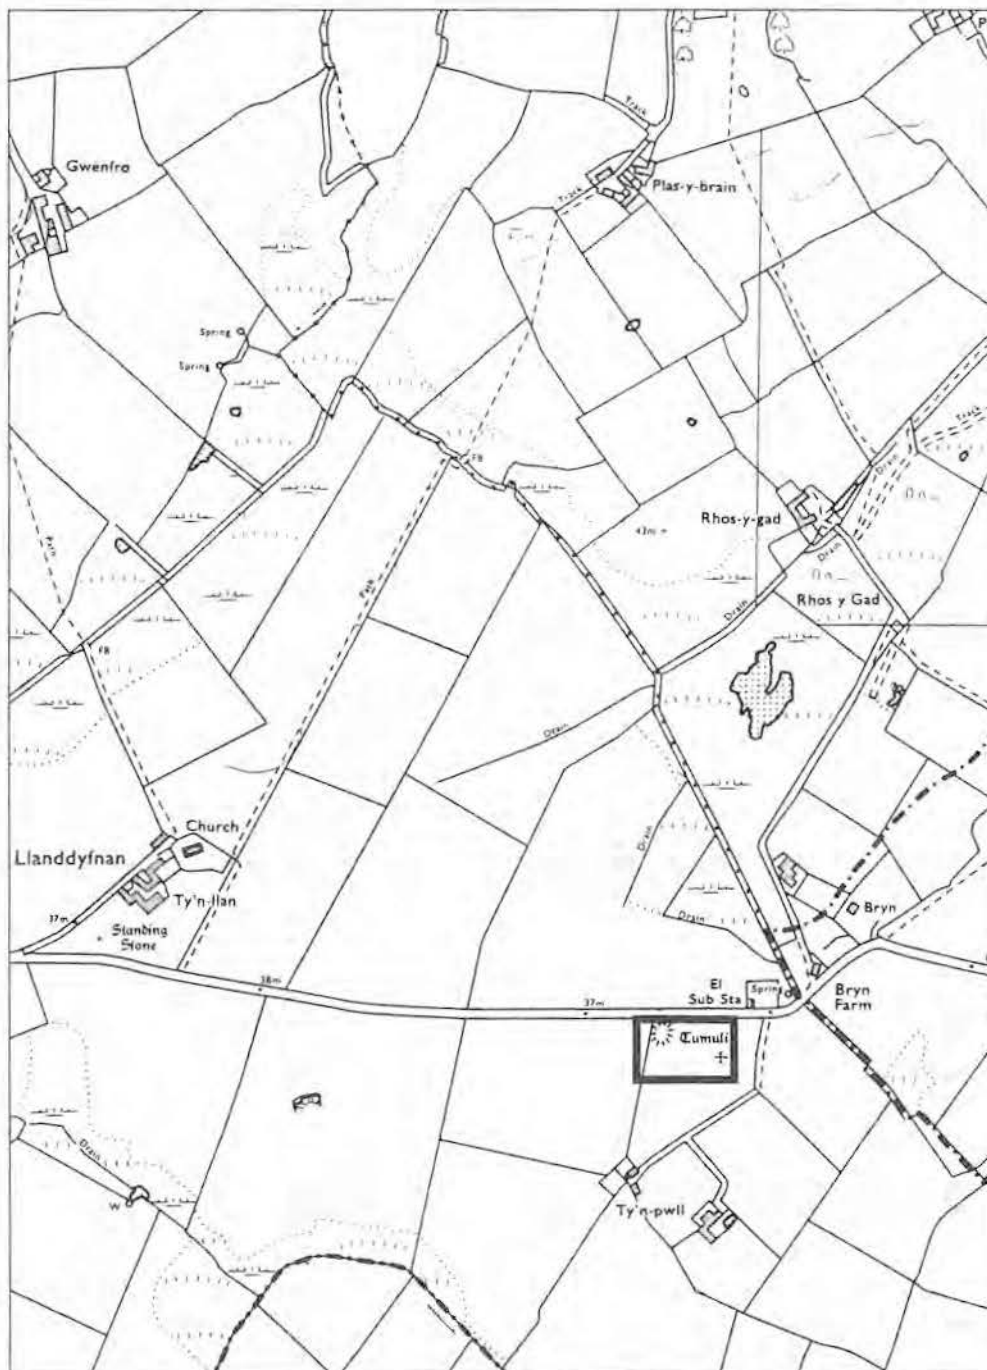 P
Track
Gwenfro
Track
Plas-y-brain
Spring
Spring
Track
FB
Drain
Rhos-y-gad
43m +
Path
Drain
Path
Rhos y Gad
Drain
FB
Drain
Church
Drain
Llanddyfnan
Ty'n-llan
Bryn
Drain
37m
Standing
Stone
38m
El
Sub Sta
Spring
Bryn
Farm
37m
Tumuli
Drain
W
Ty'n-pwll